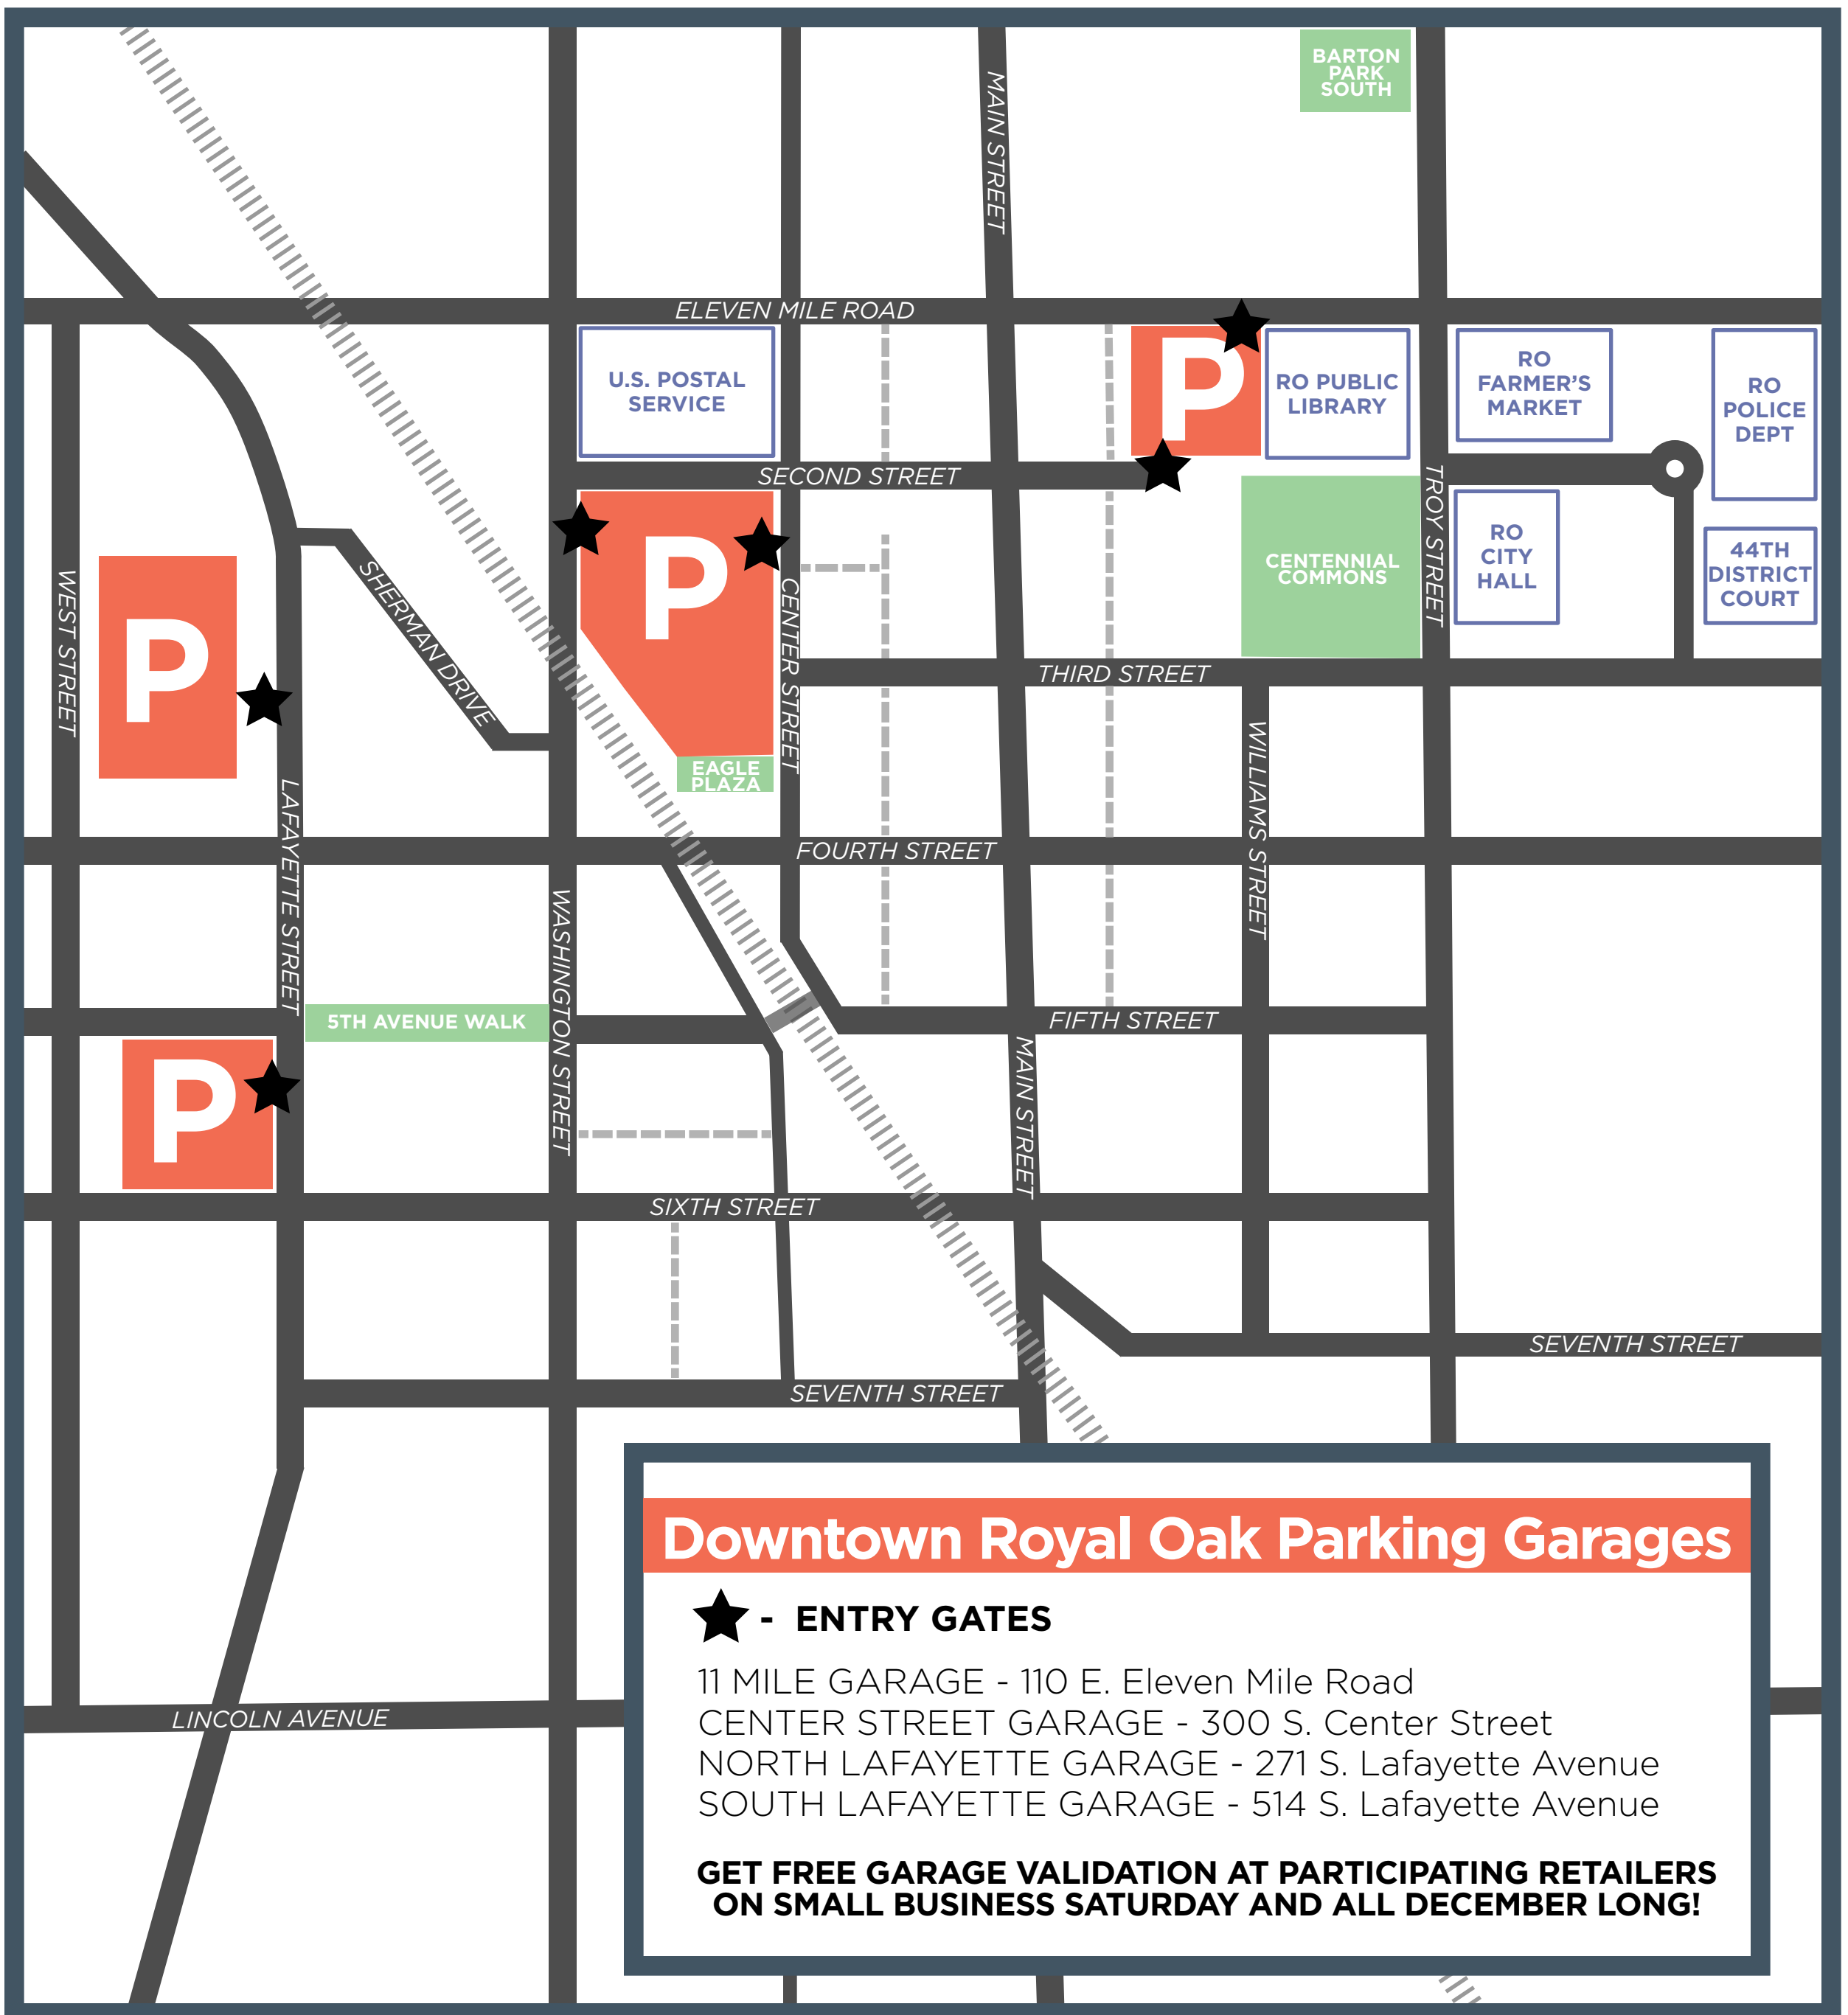 BARTON
PARK
SOUTH
MAIN STREET
ELEVEN MILE ROAD
U.S. POSTAL
SERVICE
P
RO PUBLIC
LIBRARY
RO
FARMER'S
MARKET
RO
POLICE
DEPT
SECOND STREET
TROY STREET
P
CENTENNIAL
COMMONS
RO
CITY
HALL
44TH
DISTRICT
COURT
WEST STREET
P
SHERMAN DRIVE
CENTER STREET
THIRD STREET
EAGLE
PLAZA
WILLIAMS STREET
LAFAYETTE STREET
FOURTH STREET
WASHINGTON STREET
5TH AVENUE WALK
FIFTH STREET
P
MAIN STREET
SIXTH STREET
SEVENTH STREET
SEVENTH STREET
LINCOLN AVENUE
Downtown Royal Oak Parking Garages
- ENTRY GATES
11 MILE GARAGE - 110 E. Eleven Mile Road
CENTER STREET GARAGE - 300 S. Center Street
NORTH LAFAYETTE GARAGE - 271 S. Lafayette Avenue
SOUTH LAFAYETTE GARAGE - 514 S. Lafayette Avenue
GET FREE GARAGE VALIDATION AT PARTICIPATING RETAILERS
ON SMALL BUSINESS SATURDAY AND ALL DECEMBER LONG!